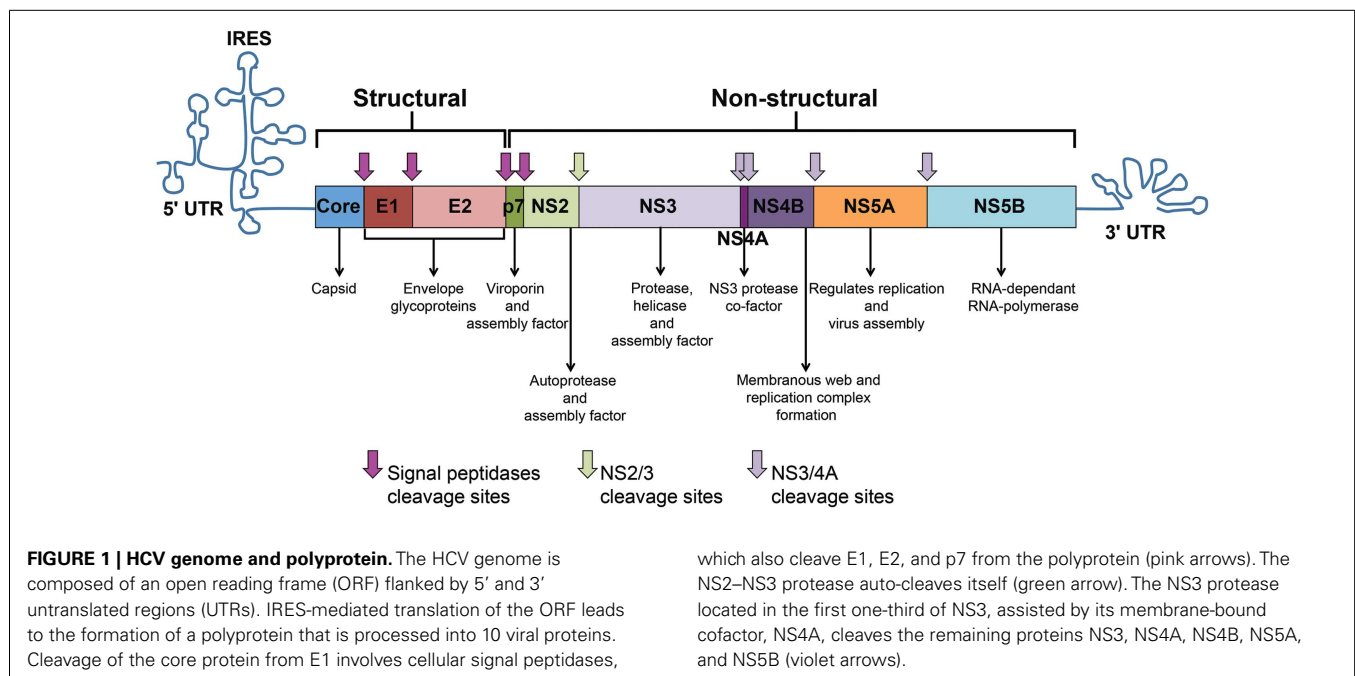 IRES
Structural
Non-structural
5' UTR
Core
E1
E2
p7
NS2
NS3
NS4A
NS4B
NS5A
NS5B
3' UTR
Capsid
Envelope
glycoproteins
Viroporin
and
assembly factor
Autoprotease
and
assembly factor
Protease,
helicase
and
assembly factor
NS3 protease
co-factor
Membranous web and
replication complex
formation
Regulates replication
and
virus assembly
RNA-dependant
RNA-polymerase
Signal peptidases
cleavage sites
NS2/3
cleavage sites
NS3/4A
cleavage sites
FIGURE 1 | HCV genome and polyprotein. The HCV genome is
composed of an open reading frame (ORF) flanked by 5′ and 3′
untranslated regions (UTRs). IRES-mediated translation of the ORF leads
to the formation of a polyprotein that is processed into 10 viral proteins.
Cleavage of the core protein from E1 involves cellular signal peptidases,
which also cleave E1, E2, and p7 from the polyprotein (pink arrows). The
NS2–NS3 protease auto-cleaves itself (green arrow). The NS3 protease
located in the first one-third of NS3, assisted by its membrane-bound
cofactor, NS4A, cleaves the remaining proteins NS3, NS4A, NS4B, NS5A,
and NS5B (violet arrows).